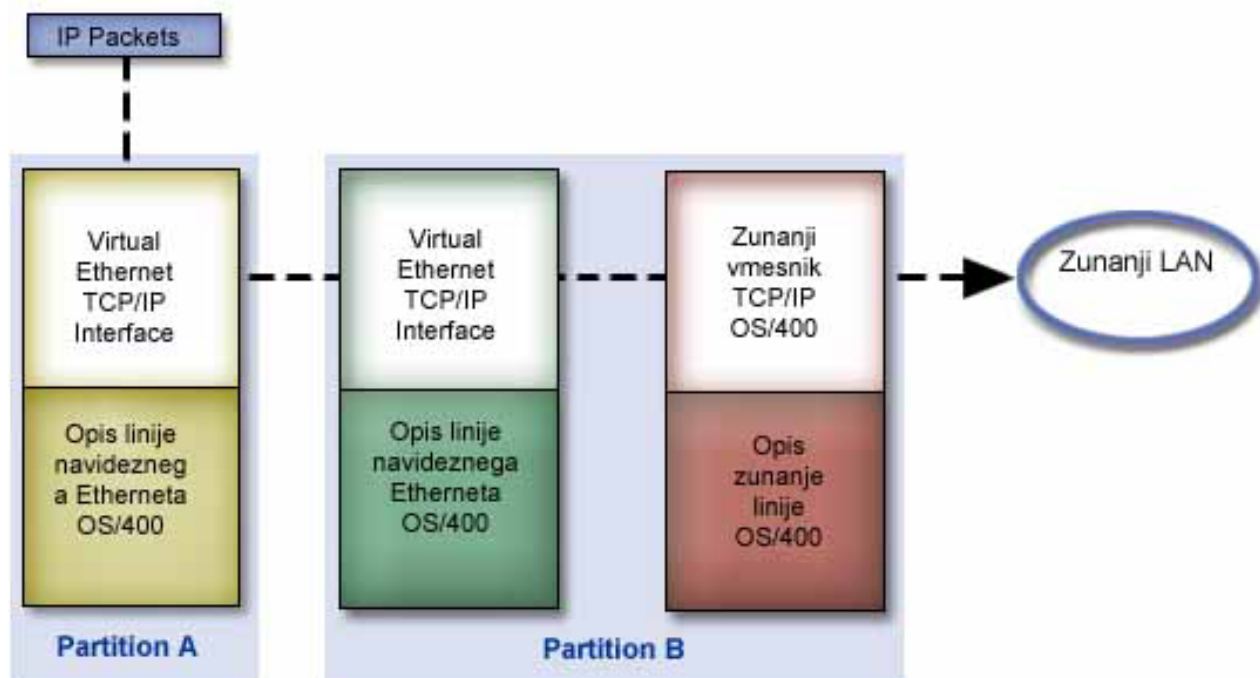 IP Packets
Virtual
Ethernet
TCP/IP
Interface
Opis linije
navidezneg
a Etherneta
OS/400
Partition A
Virtual
Ethernet
TCP/IP
Interface
Opis linije
navideznega
Etherneta
OS/400
Zunanji
vmesnik
TCP/IP
OS/400
Opis
zunanje
linije
OS/400
Partition B
Zunanji LAN